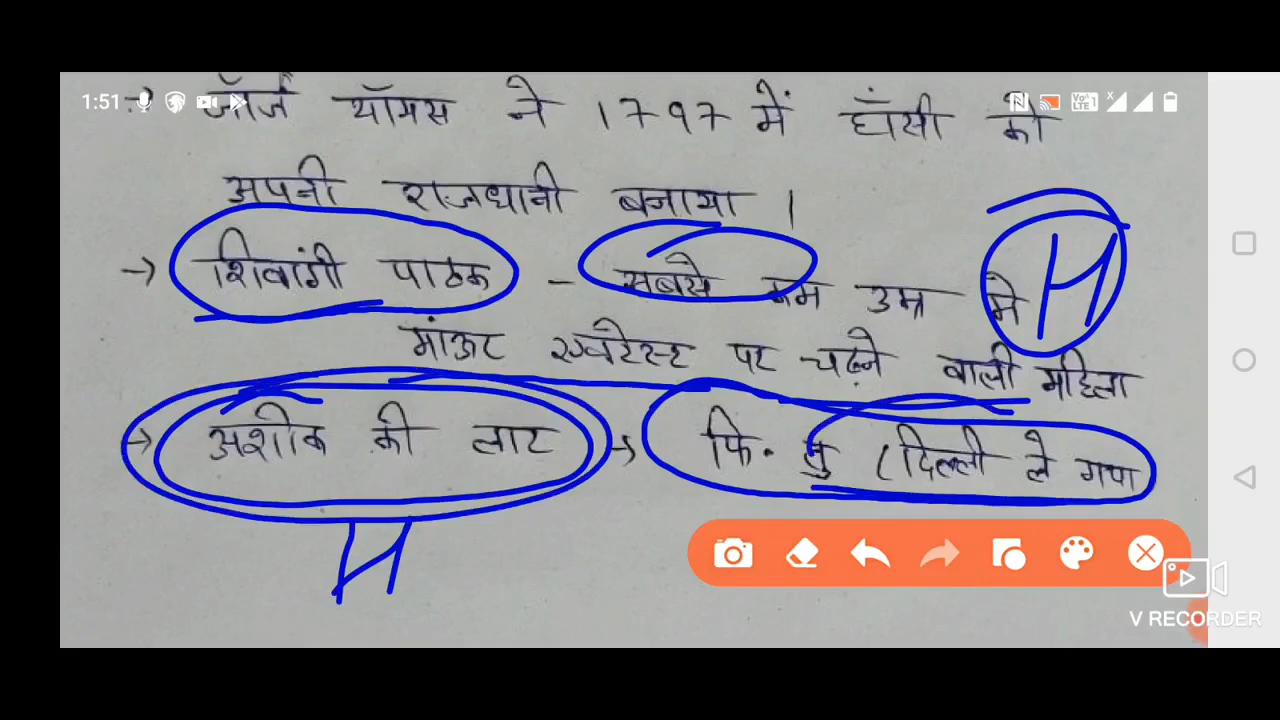 1:51
→ जॉर्ज थॉमस ने 1797 में हाँसी को
अपनी राजधानी बनाया ।
→ शिवांगी पाठक - सबसे कम उम्र मे
मांऊट एवरेस्ट पर चढ़ने वाली महिला
→ अशोक की लाट → फि. तु (दिल्ली ले गया
H
H
V RECORDER